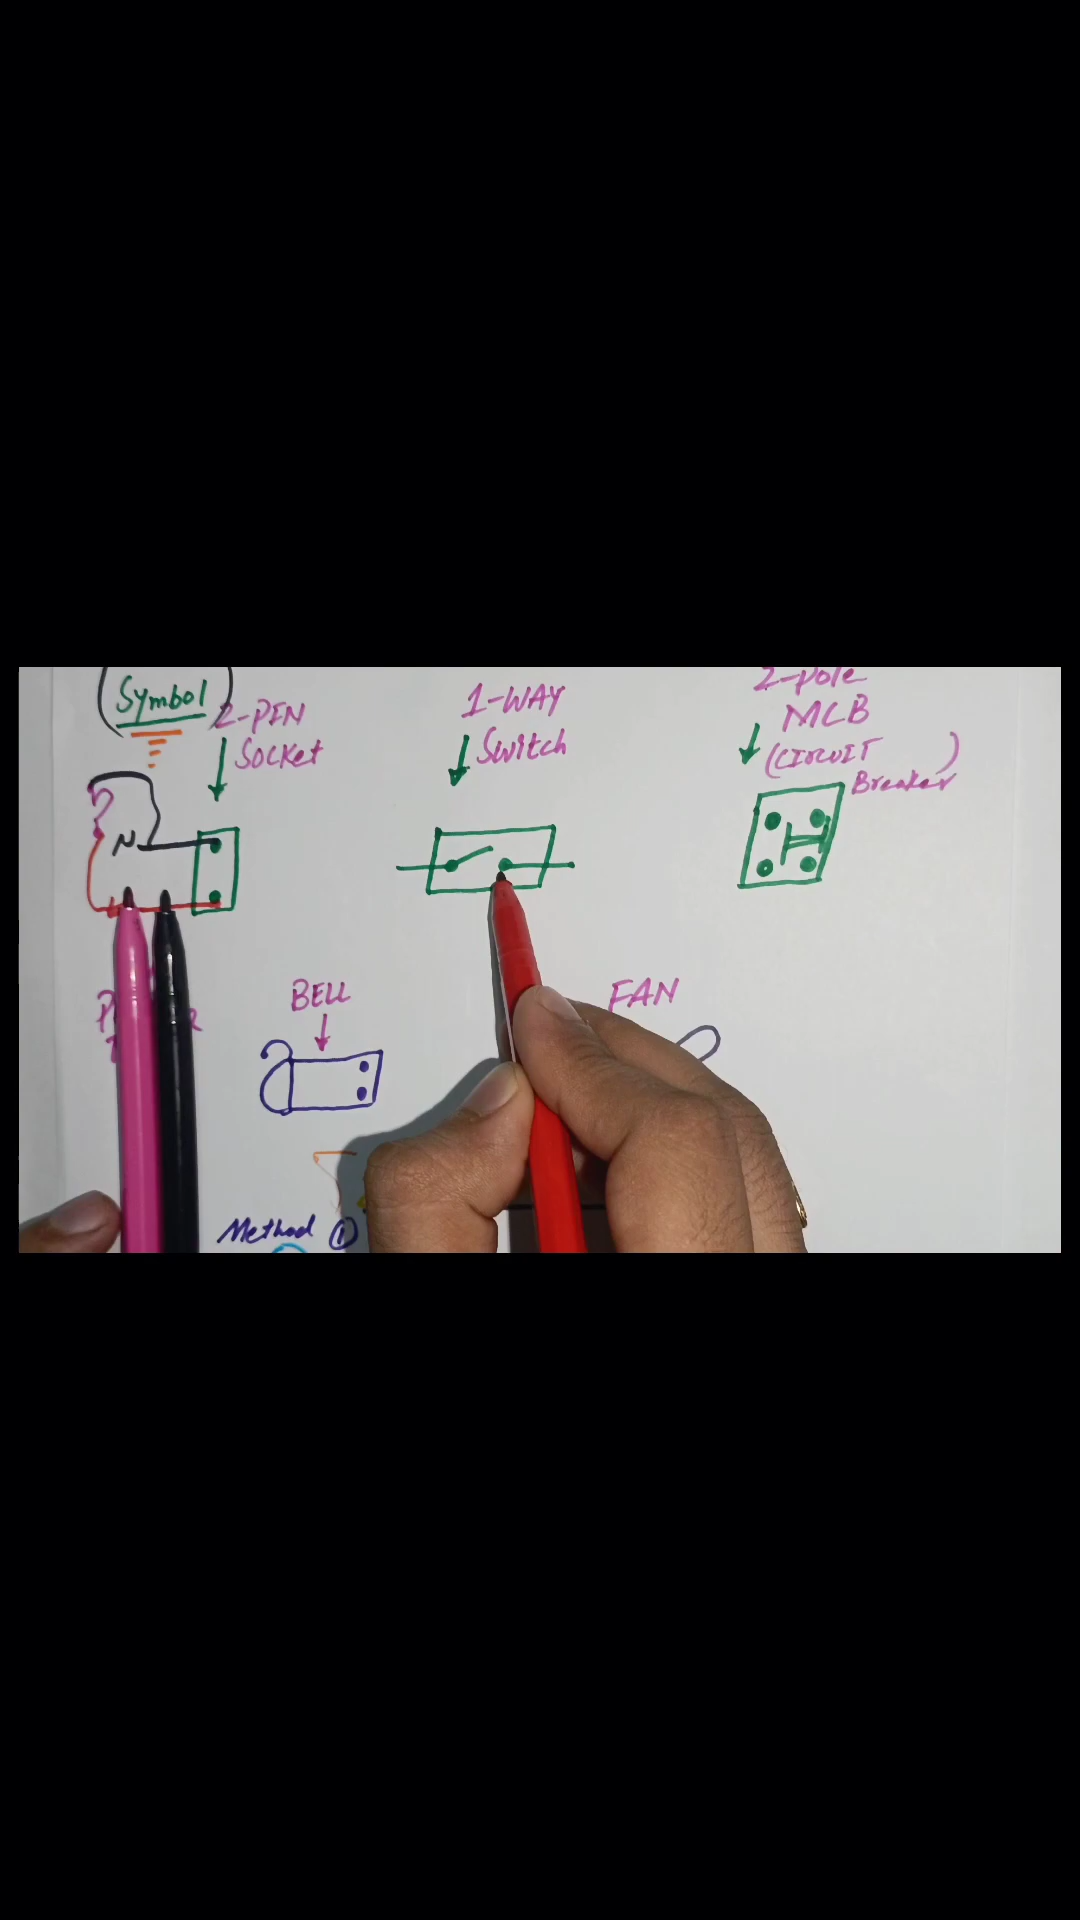 Symbol
2-PIN
Socket
1-WAY
Switch
2-pole
MCB
(CIRCUIT
Breaker)
N
BELL
FAN
Method ①